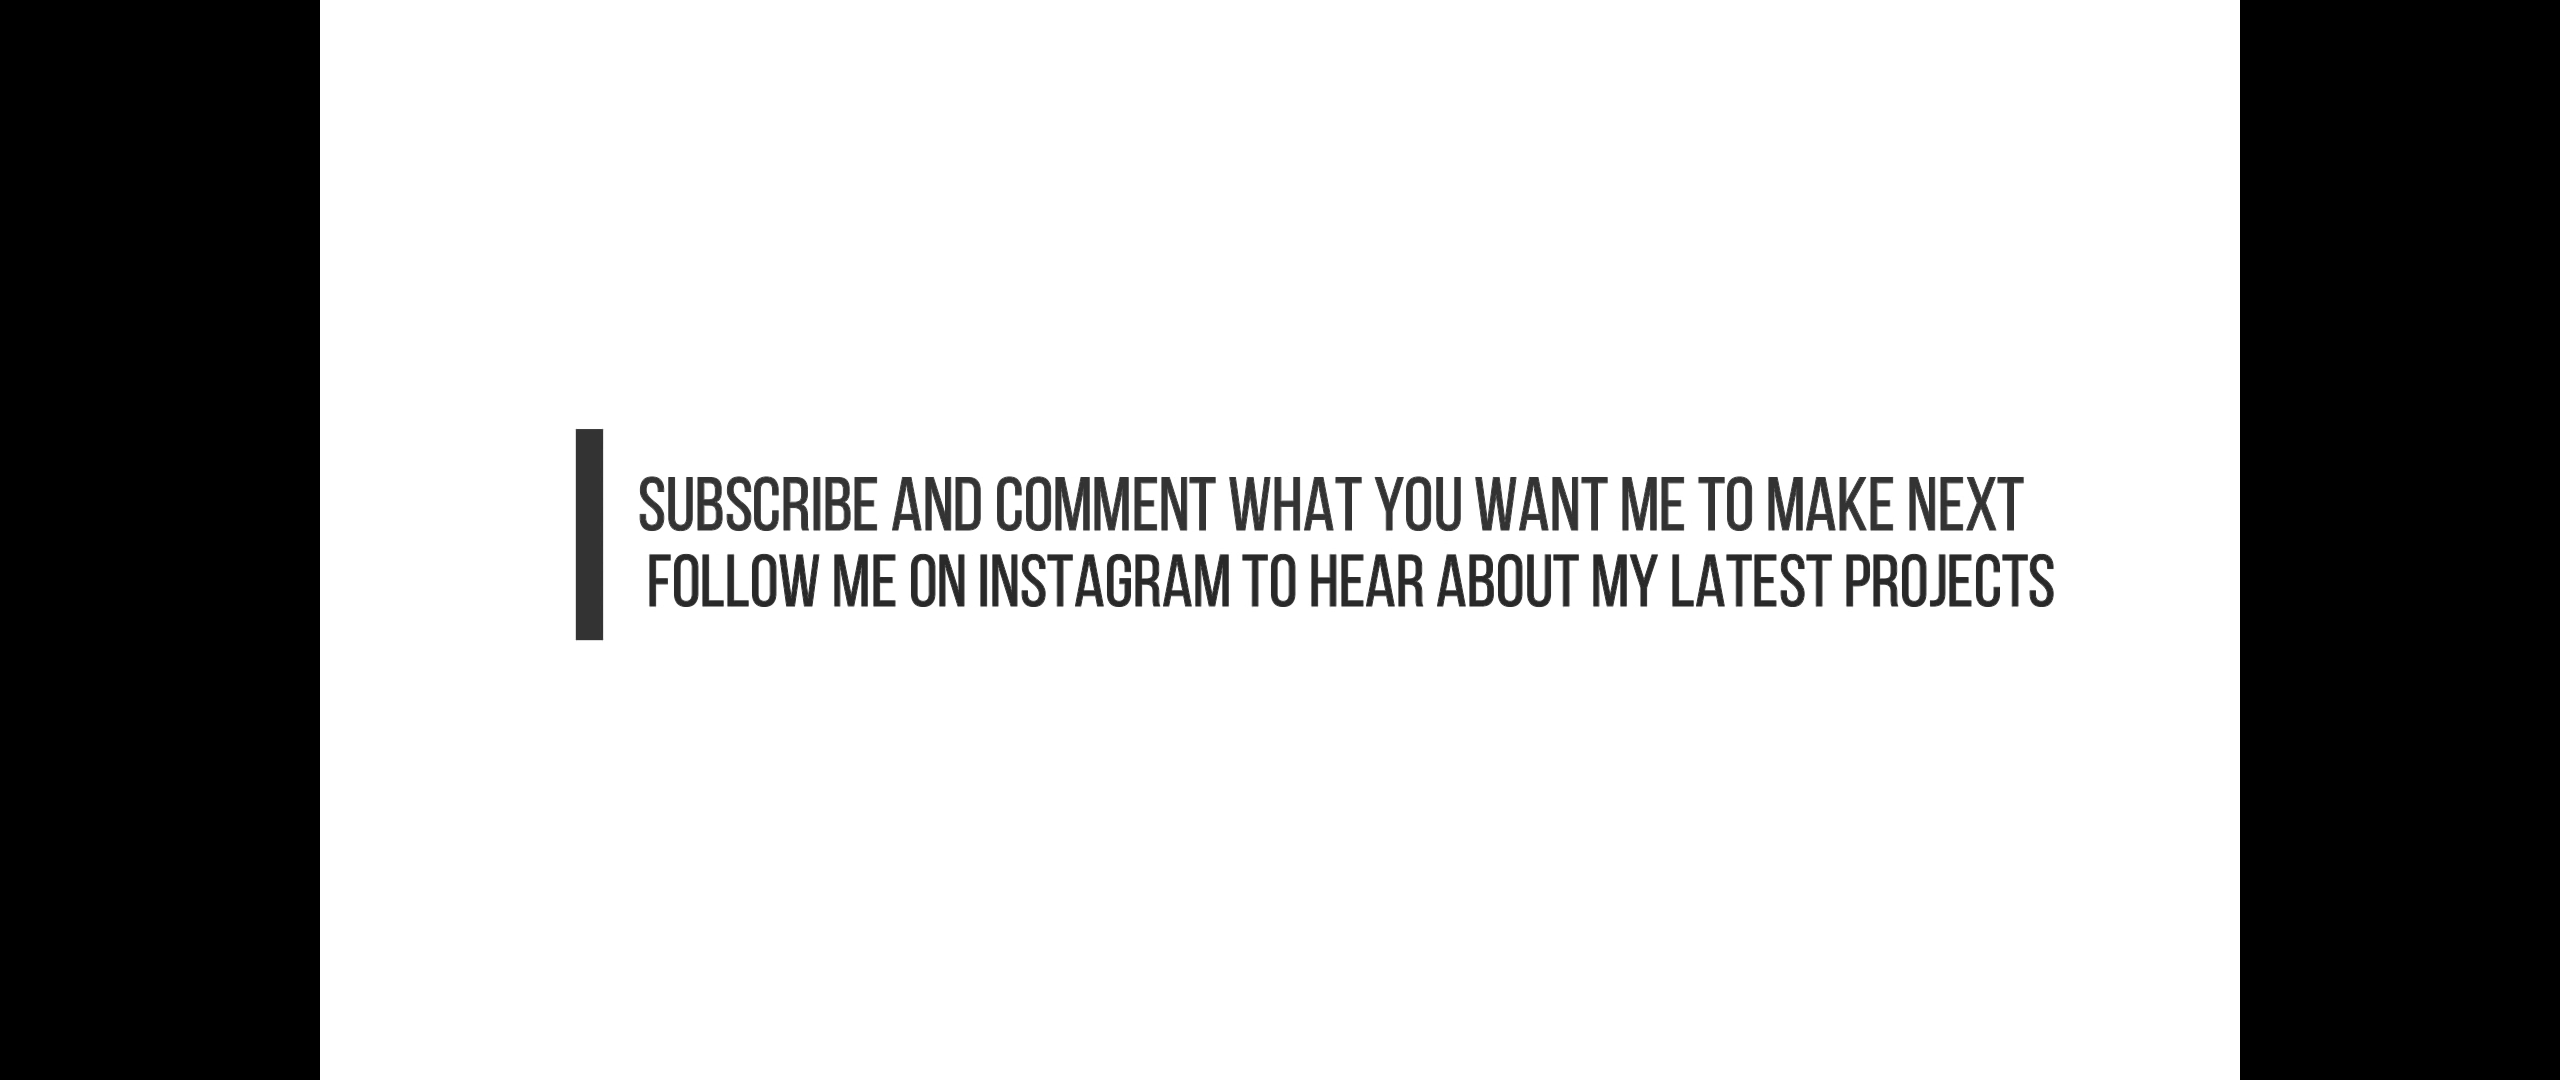 SUBSCRIBE AND COMMENT WHAT YOU WANT ME TO MAKE NEXT
FOLLOW ME ON INSTAGRAM TO HEAR ABOUT MY LATEST PROJECTS